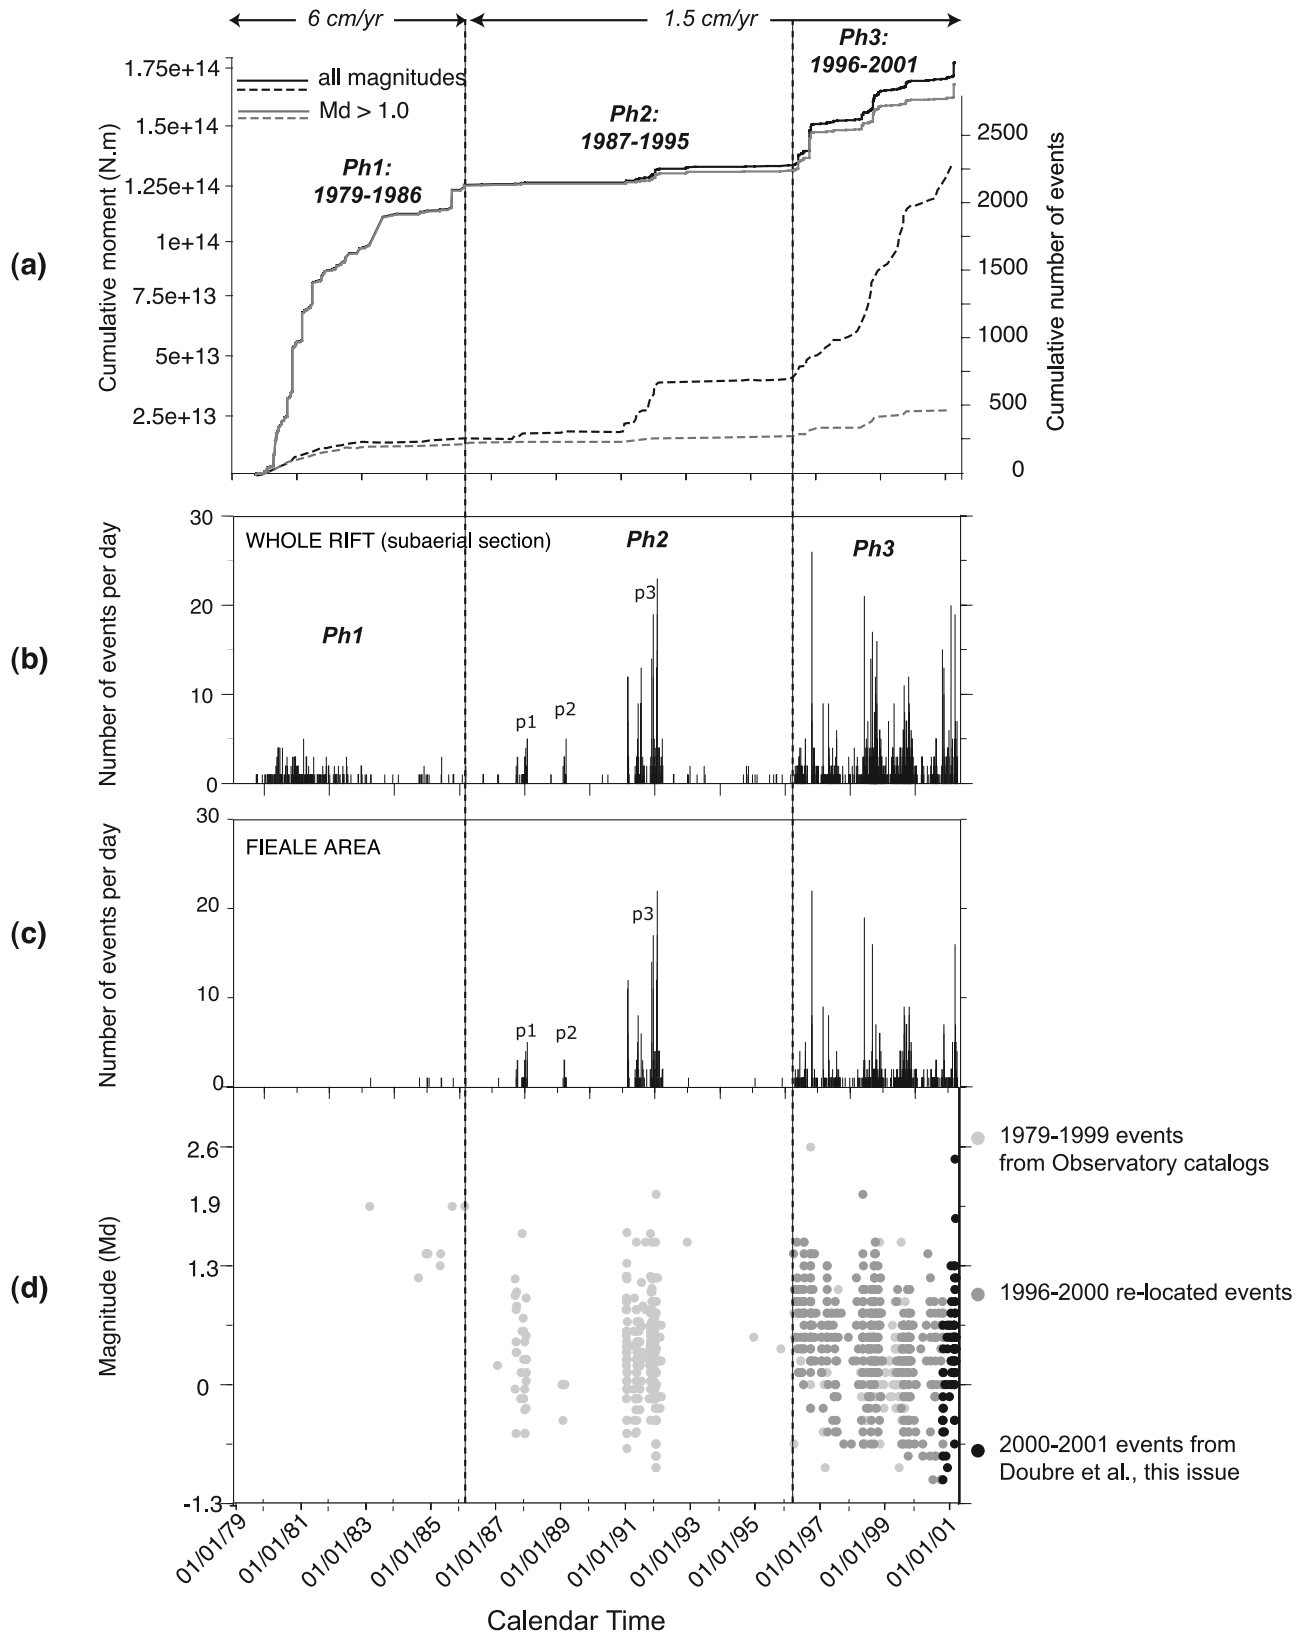 6 cm/yr
1.5 cm/yr
(a)
Cumulative moment (N.m)
1.75e+14
1.5e+14
1.25e+14
1e+14
7.5e+13
5e+13
2.5e+13
all magnitudes
Md > 1.0
Ph1:
1979-1986
Ph2:
1987-1995
Ph3:
1996-2001
2500
2000
1500
1000
500
0
Cumulative number of events
(b)
Number of events per day
30
20
10
0
WHOLE RIFT (subaerial section)
Ph1
Ph2
Ph3
p1
p2
p3
(c)
Number of events per day
30
20
10
0
FIEALE AREA
p1
p2
p3
(d)
Magnitude (Md)
2.6
1.9
1.3
0
-1.3
1979-1999 events
from Observatory catalogs
1996-2000 re-located events
2000-2001 events from
Doubre et al., this issue
01/01/79
01/01/81
01/01/83
01/01/85
01/01/87
01/01/89
01/01/91
01/01/93
01/01/95
01/01/97
01/01/99
01/01/01
Calendar Time